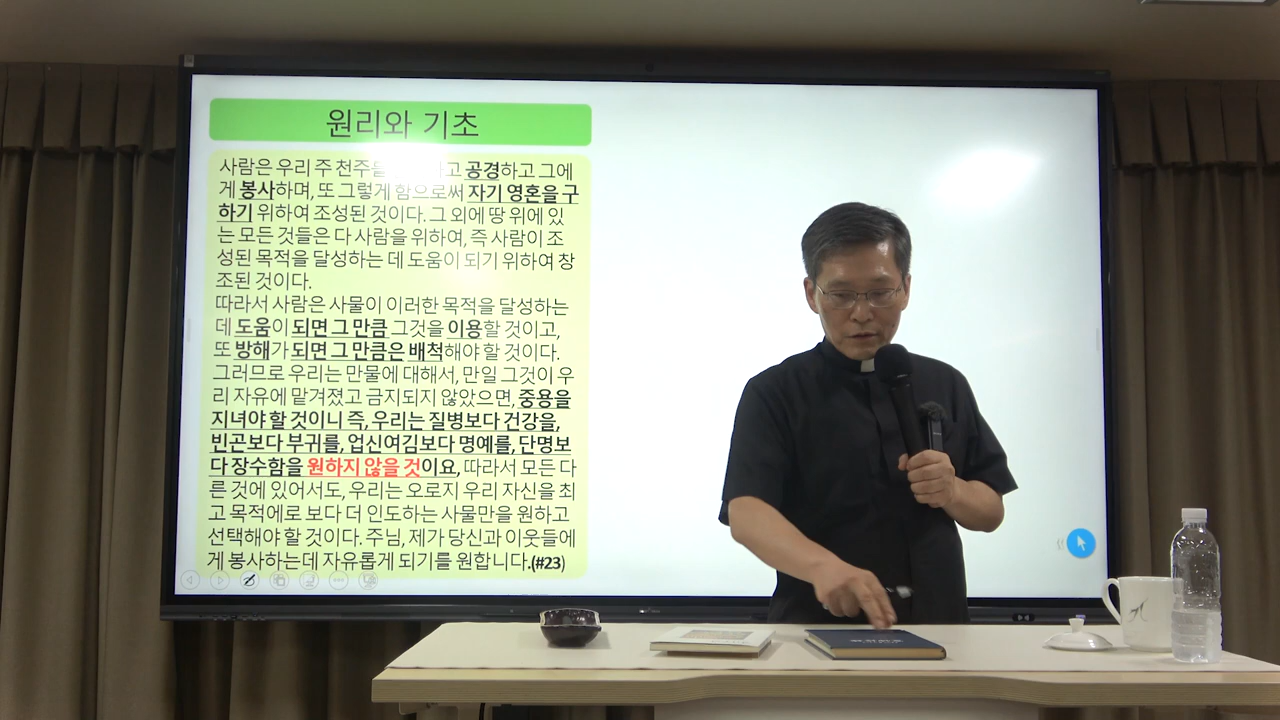 원리와 기초
사람은 우리 주 천주를 고 공경하고 그에
게 봉사하며, 또 그렇게 함으로써 자기 영혼을 구
하기 위하여 조성된 것이다. 그 외에 땅 위에 있
는 모든 것들은 다 사람을 위하여, 즉 사람이 조
성된 목적을 달성하는 데 도움이 되기 위하여 창
조된 것이다.
따라서 사람은 사물이 이러한 목적을 달성하는
데 도움이 되면 그 만큼 그것을 이용할 것이고,
또 방해가 되면 그 만큼은 배척해야 할 것이다.
그러므로 우리는 만물에 대해서, 만일 그것이 우
리 자유에 맡겨졌고 금지되지 않았으면, 중용을
지녀야 할 것이니 즉, 우리는 질병보다 건강을,
빈곤보다 부귀를, 업신여김보다 명예를, 단명보
다 장수함을 원하지 않을 것이요, 따라서 모든 다
른 것에 있어서도, 우리는 오로지 우리 자신을 최
고 목적에로 보다 더 인도하는 사물만을 원하고
선택해야 할 것이다. 주님, 제가 당신과 이웃들에
게 봉사하는데 자유롭게 되기를 원합니다.(#23)